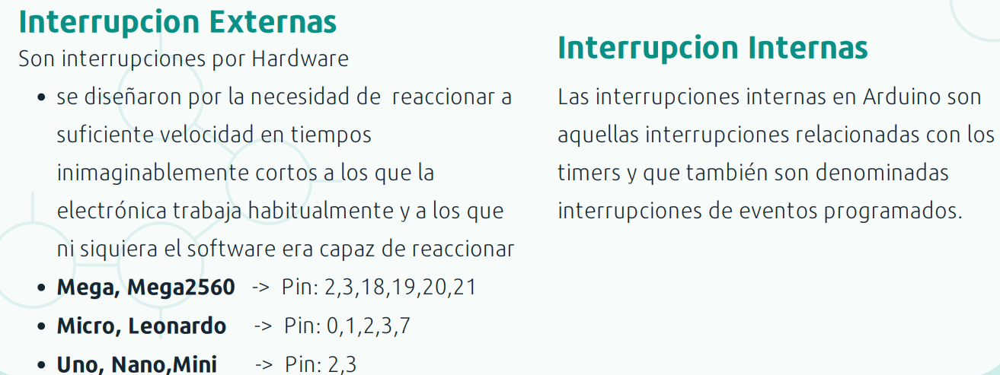 Interrupcion Externas
Son interrupciones por Hardware
• se diseñaron por la necesidad de reaccionar a
suficiente velocidad en tiempos
inimaginablemente cortos a los que la
electrónica trabaja habitualmente y a los que
ni siquiera el software era capaz de reaccionar
• Mega, Mega2560 -> Pin: 2,3,18,19,20,21
• Micro, Leonardo -> Pin: 0,1,2,3,7
• Uno, Nano,Mini -> Pin: 2,3
Interrupcion Internas
Las interrupciones internas en Arduino son
aquellas interrupciones relacionadas con los
timers y que también son denominadas
interrupciones de eventos programados.